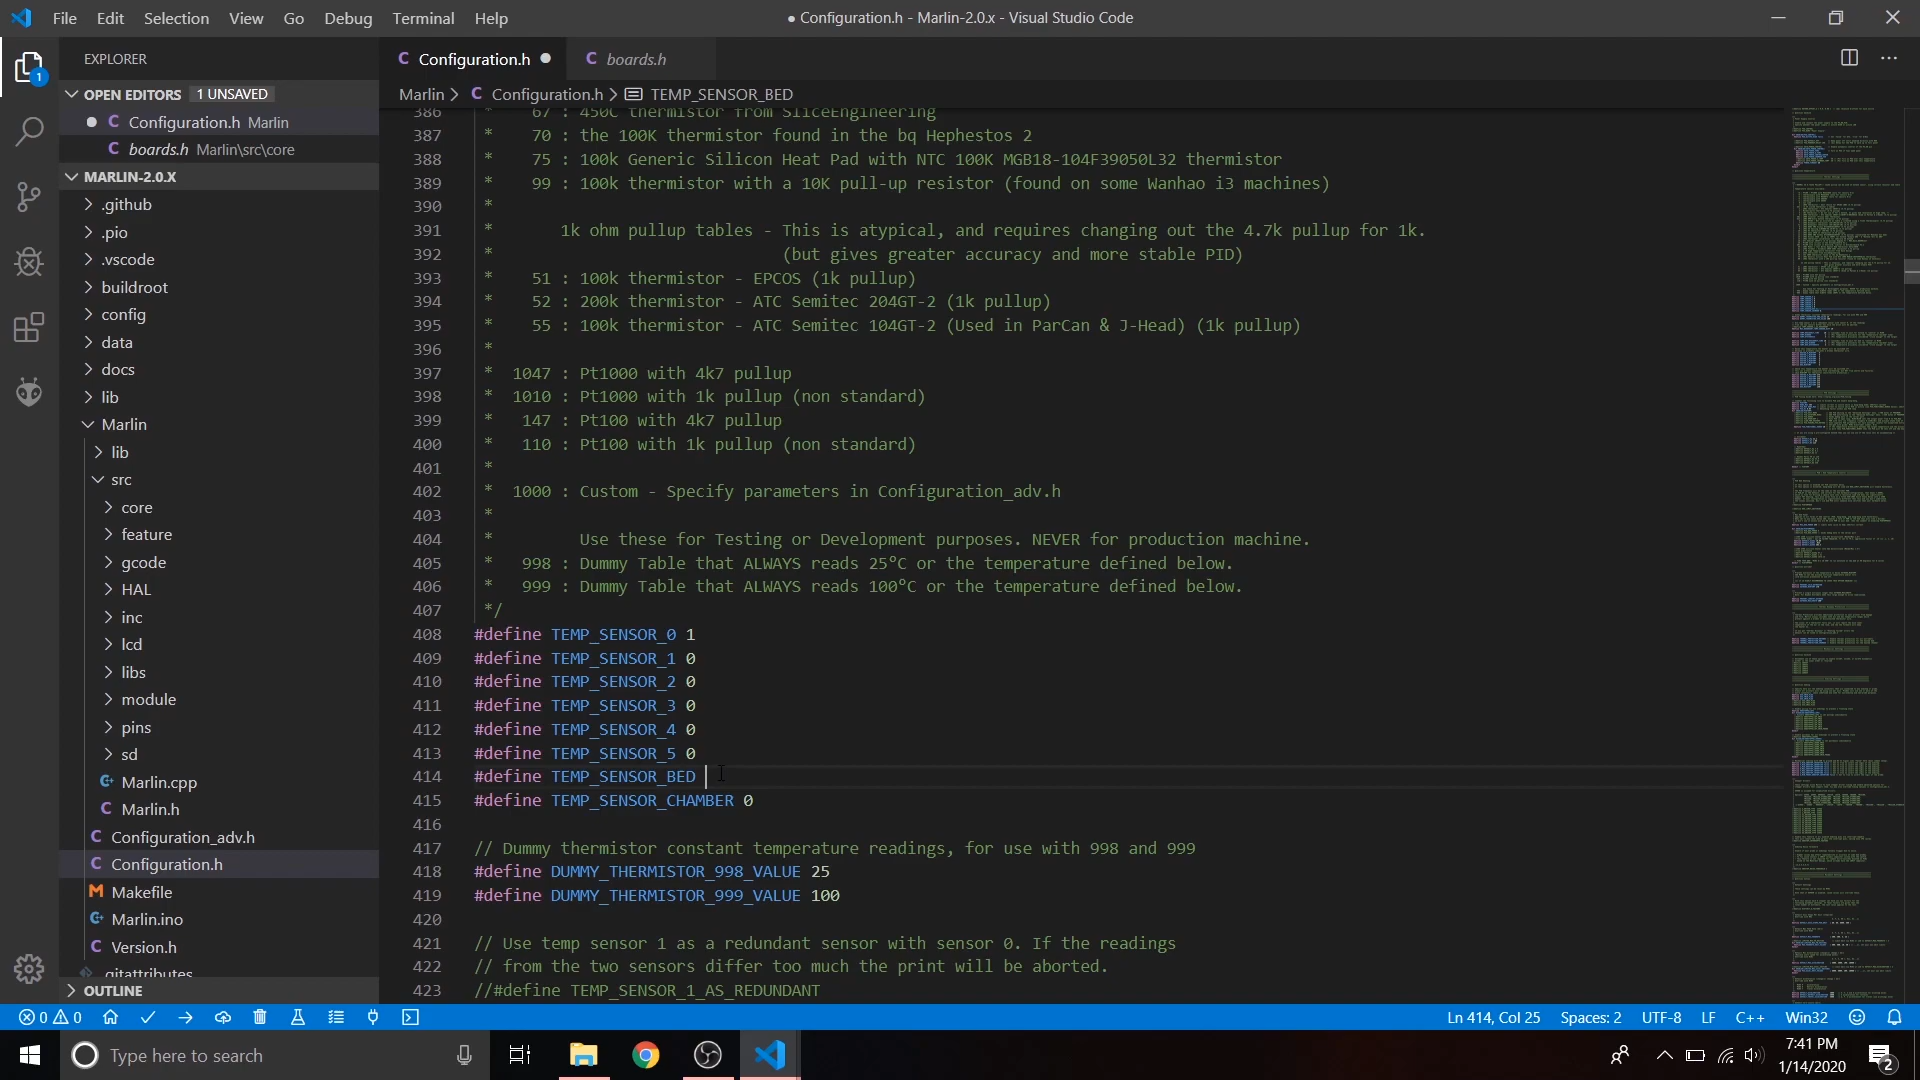 File Edit Selection View Go Debug Terminal Help
● Configuration.h - Marlin-2.0.x - Visual Studio Code
EXPLORER
OPEN EDITORS 1 UNSAVED
Configuration.h Marlin
boards.h Marlin\src\core
MARLIN-2.0.X
.github
.pio
.vscode
buildroot
config
data
docs
lib
Marlin
lib
src
core
feature
gcode
HAL
inc
lcd
libs
module
pins
sd
Marlin.cpp
Marlin.h
Configuration_adv.h
Configuration.h
Makefile
Marlin.ino
Version.h
.gitattributes
OUTLINE
1
Configuration.h
boards.h
Marlin > Configuration.h > TEMP_SENSOR_BED
386 * 67 : 450C thermistor from SliceEngineering
387 * 70 : the 100K thermistor found in the bq Hephestos 2
388 * 75 : 100k Generic Silicon Heat Pad with NTC 100K MGB18-104F39050L32 thermistor
389 * 99 : 100k thermistor with a 10K pull-up resistor (found on some Wanhao i3 machines)
390 *
391 * 1k ohm pullup tables - This is atypical, and requires changing out the 4.7k pullup for 1k.
392 * (but gives greater accuracy and more stable PID)
393 * 51 : 100k thermistor - EPCOS (1k pullup)
394 * 52 : 200k thermistor - ATC Semitec 204GT-2 (1k pullup)
395 * 55 : 100k thermistor - ATC Semitec 104GT-2 (Used in ParCan & J-Head) (1k pullup)
396 *
397 * 1047 : Pt1000 with 4k7 pullup
398 * 1010 : Pt1000 with 1k pullup (non standard)
399 * 147 : Pt100 with 4k7 pullup
400 * 110 : Pt100 with 1k pullup (non standard)
401 *
402 * 1000 : Custom - Specify parameters in Configuration_adv.h
403 *
404 * Use these for Testing or Development purposes. NEVER for production machine.
405 * 998 : Dummy Table that ALWAYS reads 25°C or the temperature defined below.
406 * 999 : Dummy Table that ALWAYS reads 100°C or the temperature defined below.
407 */
408 #define TEMP_SENSOR_0 1
409 #define TEMP_SENSOR_1 0
410 #define TEMP_SENSOR_2 0
411 #define TEMP_SENSOR_3 0
412 #define TEMP_SENSOR_4 0
413 #define TEMP_SENSOR_5 0
414 #define TEMP_SENSOR_BED
415 #define TEMP_SENSOR_CHAMBER 0
416
417 // Dummy thermistor constant temperature readings, for use with 998 and 999
418 #define DUMMY_THERMISTOR_998_VALUE 25
419 #define DUMMY_THERMISTOR_999_VALUE 100
420
421 // Use temp sensor 1 as a redundant sensor with sensor 0. If the readings
422 // from the two sensors differ too much the print will be aborted.
423 //#define TEMP_SENSOR_1_AS_REDUNDANT
0 0 Ln 414, Col 25 Spaces: 2 UTF-8 LF C++ Win32
Type here to search
7:41 PM
1/14/2020
2